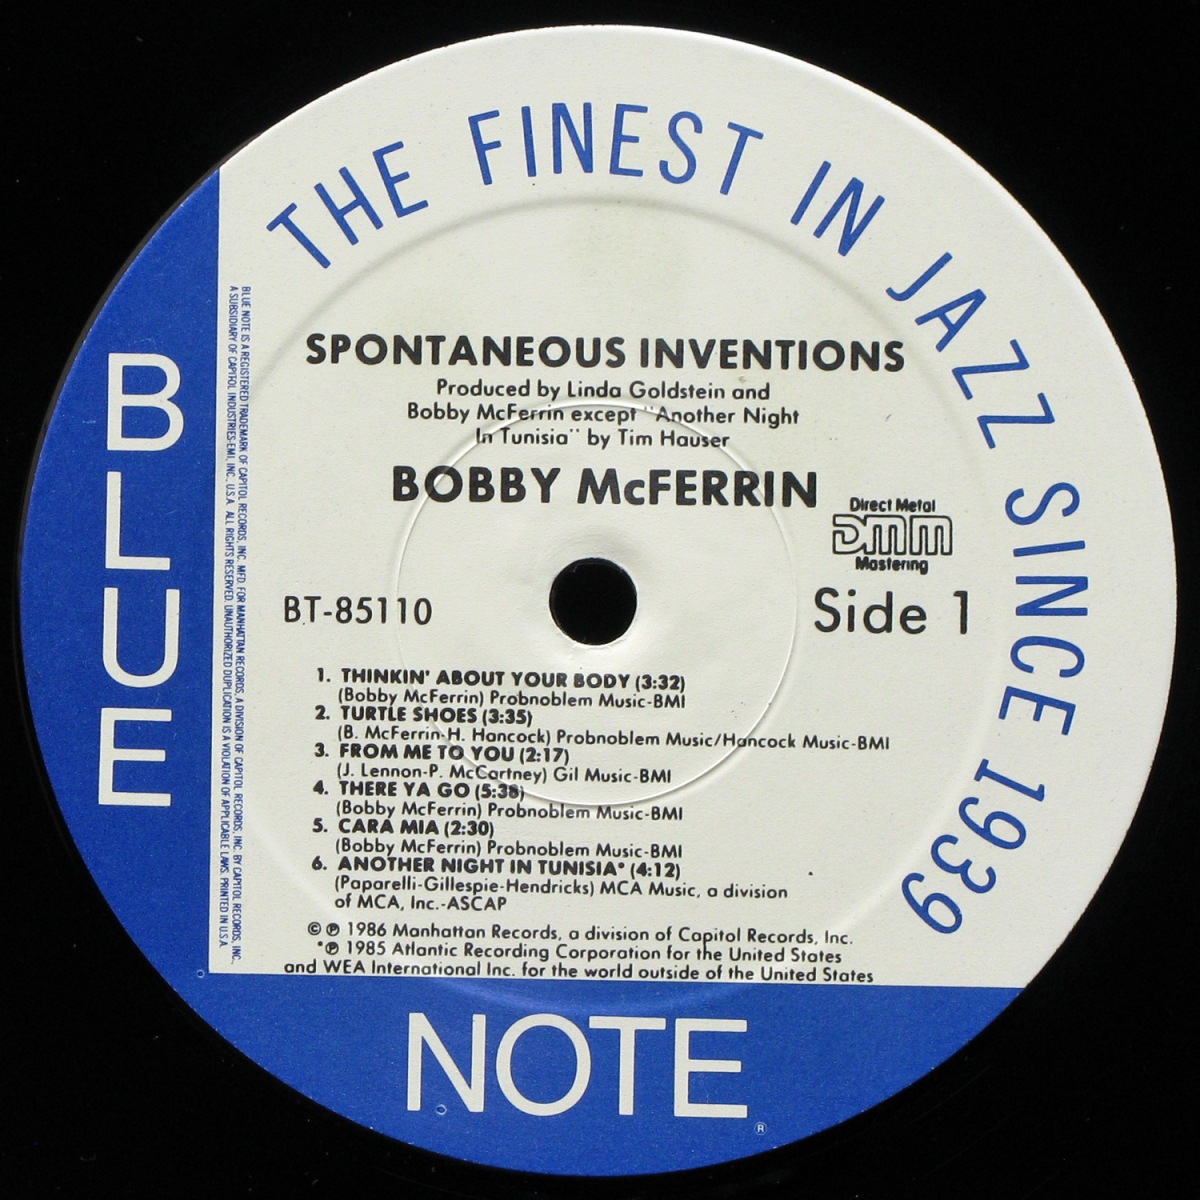 THE FINEST IN JAZZ SINCE 1939
BLUE
BLUE NOTE IS A REGISTERED TRADEMARK OF CAPITOL RECORDS, INC. MFD. FOR MANHATTAN RECORDS, A DIVISION OF CAPITOL RECORDS, INC. BY CAPITOL RECORDS, INC.,
A SUBSIDIARY OF CAPITOL INDUSTRIES-EMI, INC., U.S.A. ALL RIGHTS RESERVED. UNAUTHORIZED DUPLICATION IS A VIOLATION OF APPLICABLE LAWS. PRINTED IN U.S.A.
SPONTANEOUS INVENTIONS
Produced by Linda Goldstein and
Bobby McFerrin except "Another Night
In Tunisia" by Tim Hauser
BOBBY McFERRIN
Direct Metal
DMM
Mastering
BT-85110
Side 1
1. THINKIN' ABOUT YOUR BODY (3:32)
(Bobby McFerrin) Probnoblem Music-BMI
2. TURTLE SHOES (3:35)
(B. McFerrin-H. Hancock) Probnoblem Music/Hancock Music-BMI
3. FROM ME TO YOU (2:17)
(J. Lennon-P. McCartney) Gil Music-BMI
4. THERE YA GO (5:38)
(Bobby McFerrin) Probnoblem Music-BMI
5. CARA MIA (2:30)
(Bobby McFerrin) Probnoblem Music-BMI
6. ANOTHER NIGHT IN TUNISIA* (4:12)
(Paparelli-Gillespie-Hendricks) MCA Music, a division
of MCA, Inc.-ASCAP
© ℗ 1986 Manhattan Records, a division of Capitol Records, Inc.
*℗ 1985 Atlantic Recording Corporation for the United States
and WEA International Inc. for the world outside of the United States
NOTE
®